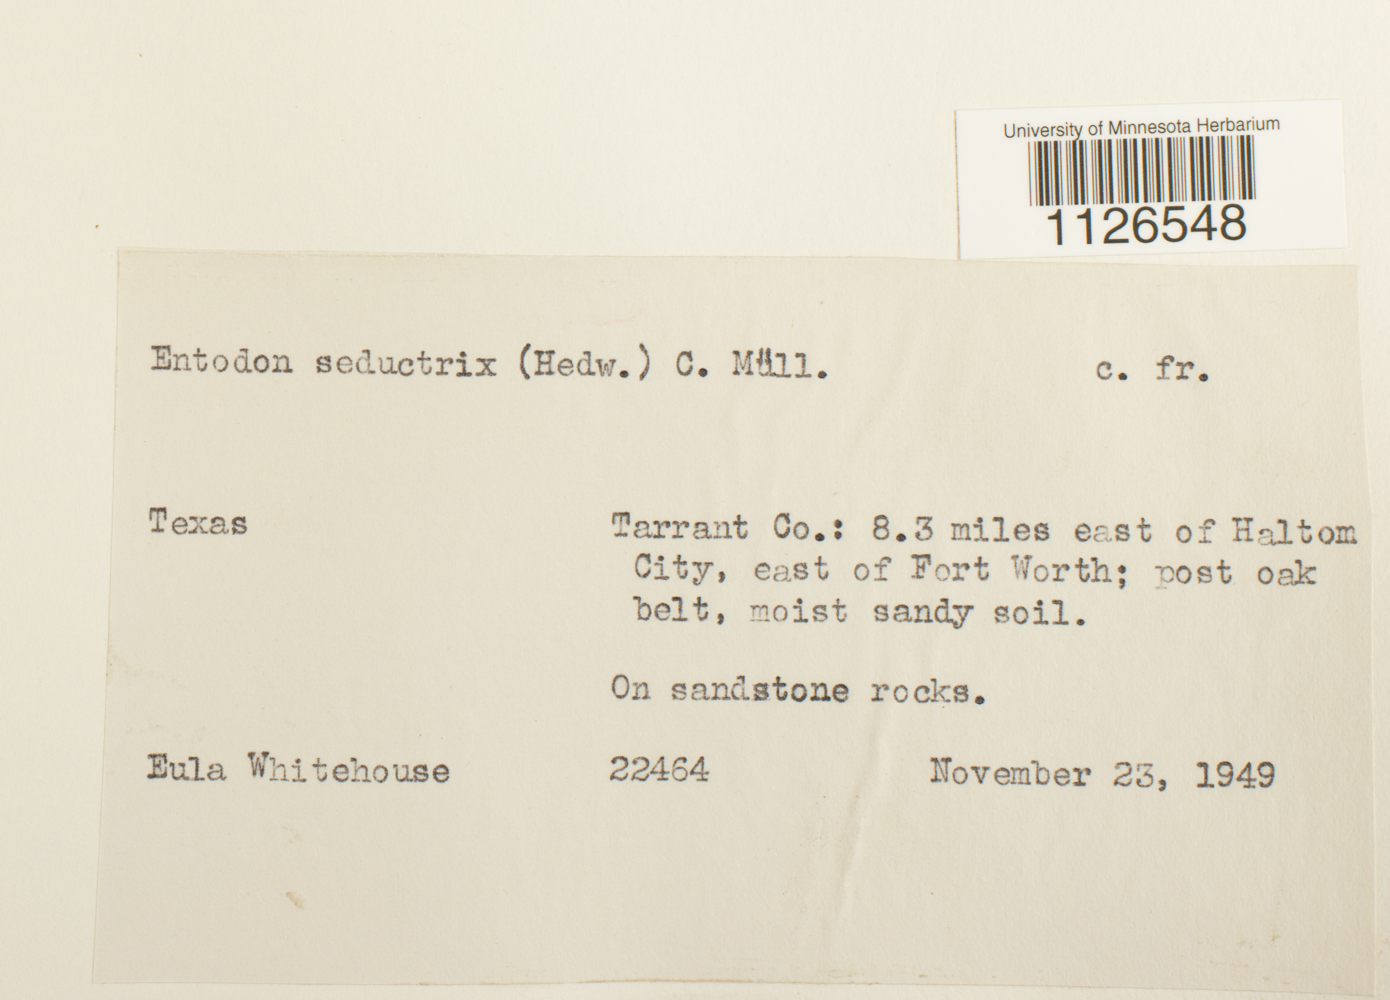 University of Minnesota Herbarium
1126548
Entodon seductrix (Hedw.) C. Müll. c. fr.
Texas Tarrant Co.: 8.3 miles east of Haltom
City, east of Fort Worth; post oak
belt, moist sandy soil.
On sandstone rocks.
Eula Whitehouse 22464 November 23, 1949